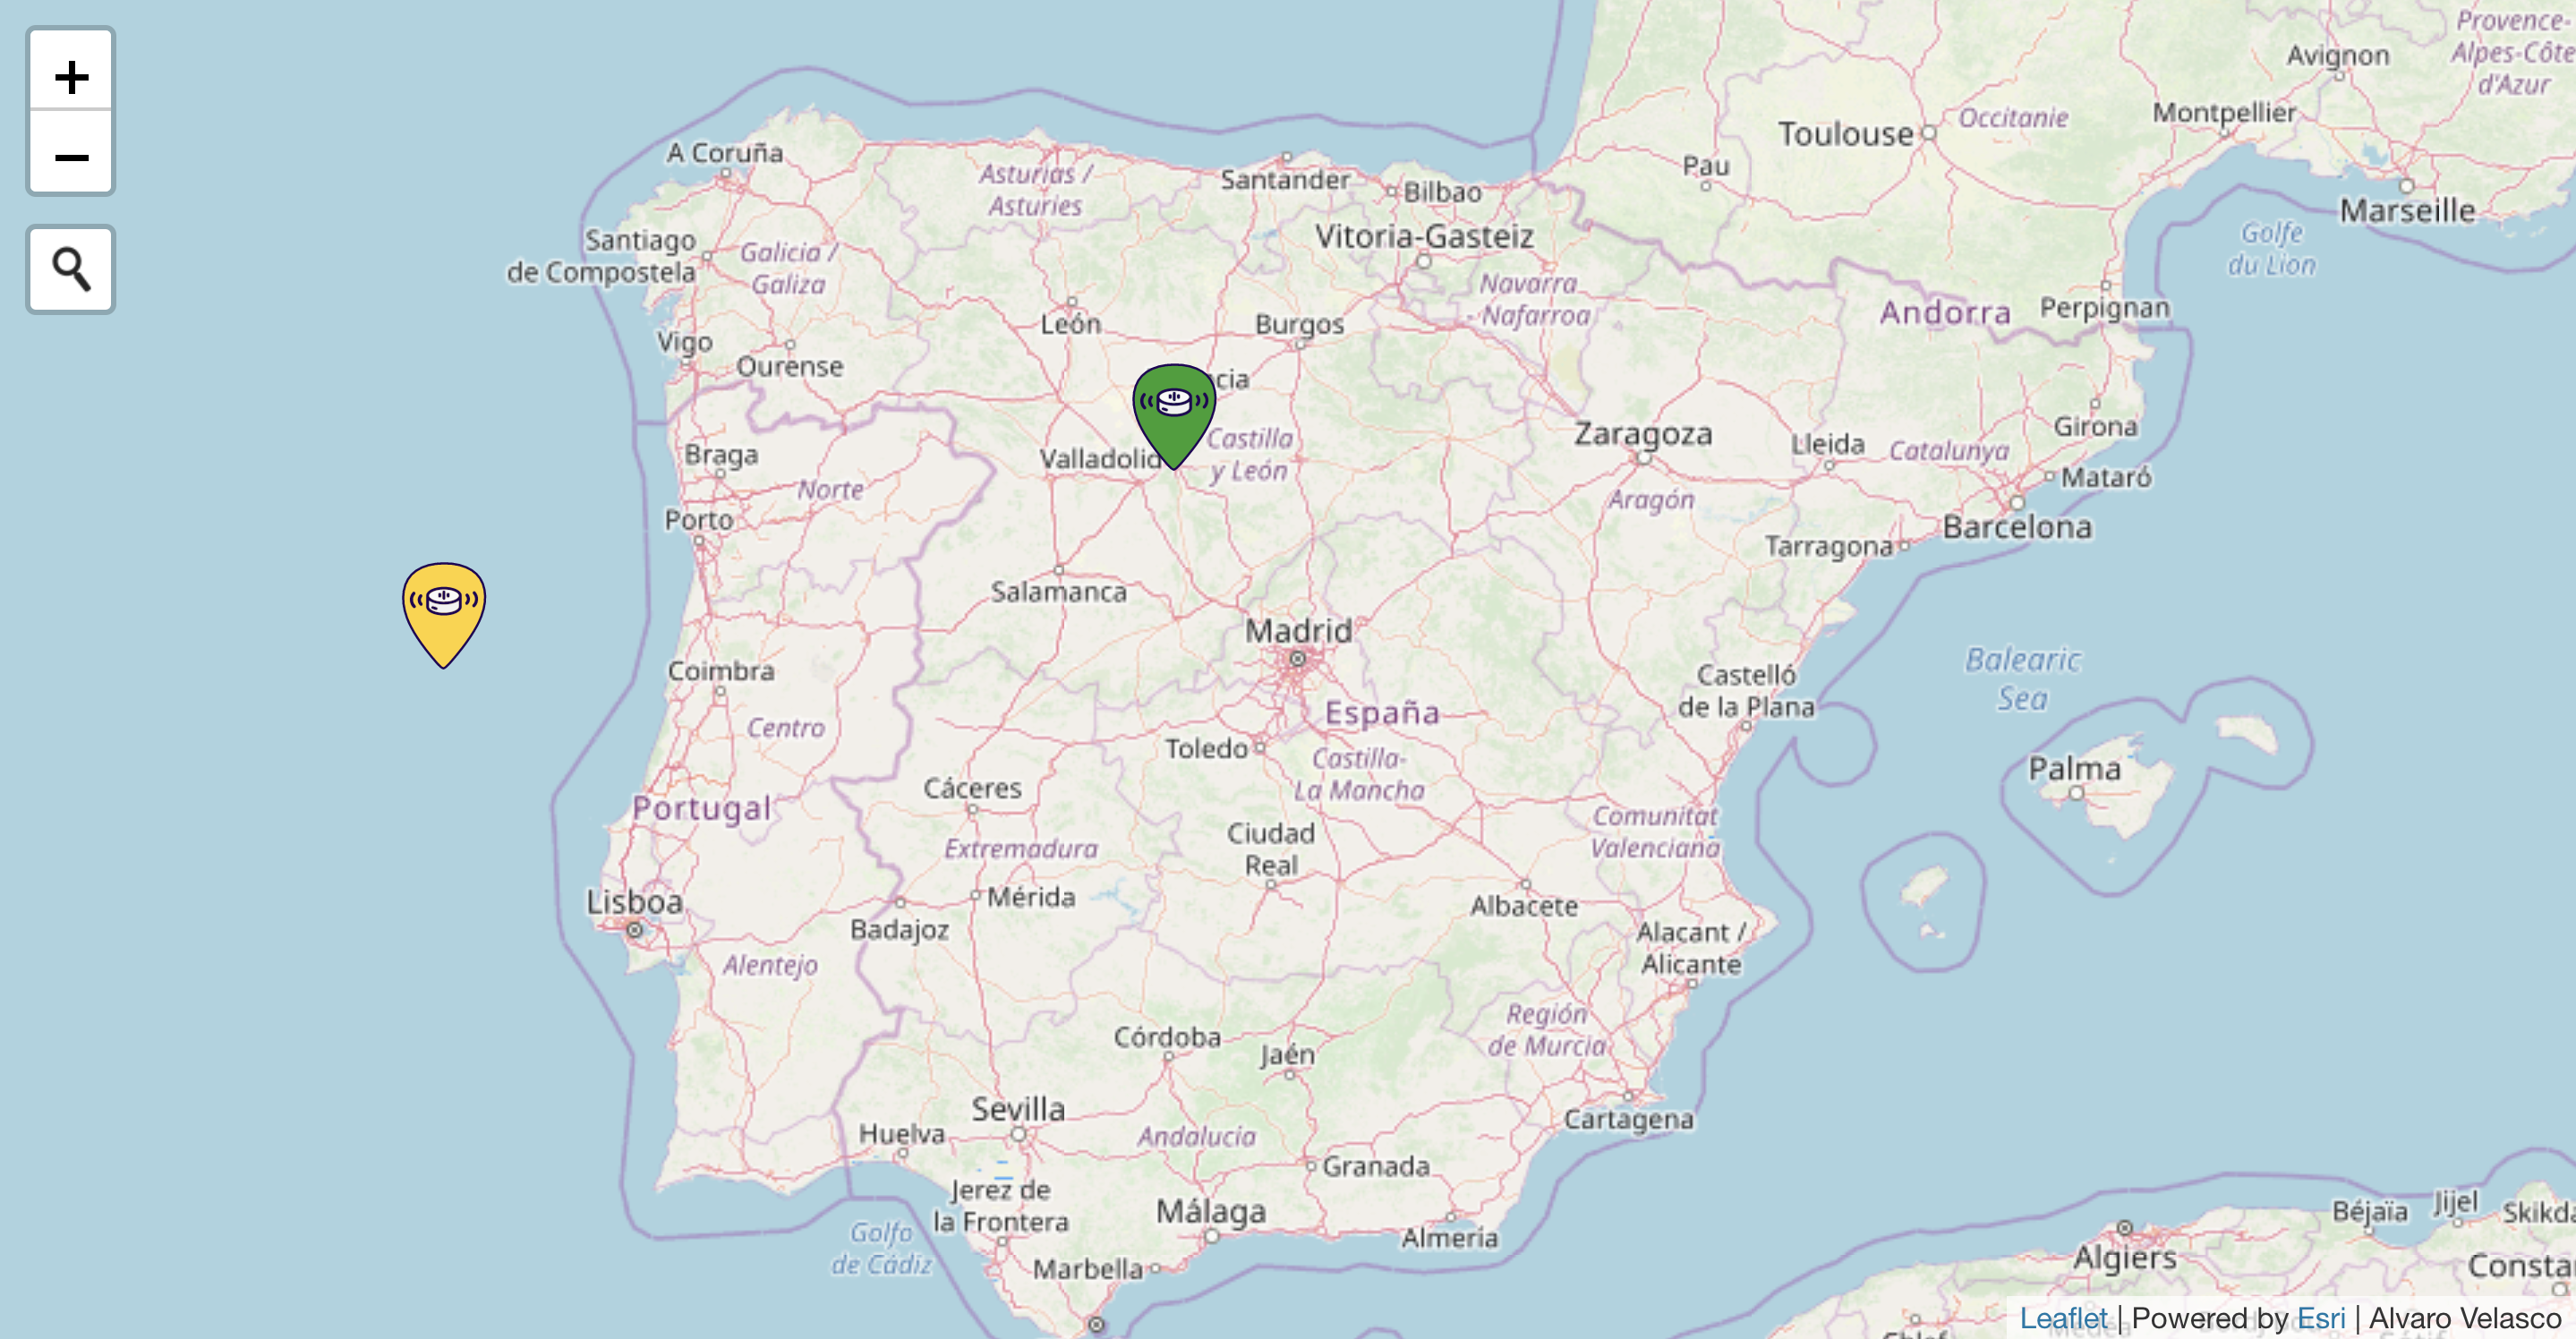 +
−
Provence-
Alpes-Côte
d'Azur
Avignon
Montpellier
Toulouse
Occitanie
Marseille
Pau
A Coruña
Asturias /
Asturies
Santander
Bilbao
Vitoria-Gasteiz
Golfe
du Lion
Santiago
de Compostela
Galicia /
Galiza
Navarra
- Nafarroa
Andorra
Perpignan
León
Burgos
Vigo
Ourense
cia
Zaragoza
Lleida
Catalunya
Girona
Castilla
y León
Valladolid
Braga
Mataró
Norte
Aragón
Porto
Barcelona
Tarragona
Salamanca
Madrid
Coimbra
Balearic
Sea
Castelló
de la Plana
España
Centro
Toledo
Castilla-
La Mancha
Palma
Cáceres
Portugal
Comunitat
Valenciana
Ciudad
Real
Extremadura
Mérida
Lisboa
Albacete
Badajoz
Alacant /
Alicante
Alentejo
Región
de Murcia
Córdoba
Jaén
Sevilla
Cartagena
Huelva
Andalucía
Granada
Jerez de
la Frontera
Málaga
Almería
Golfo
de Cádiz
Marbella
Béjaïa
Jijel
Skikda
Algiers
Consta
Leaflet | Powered by Esri | Alvaro Velasco